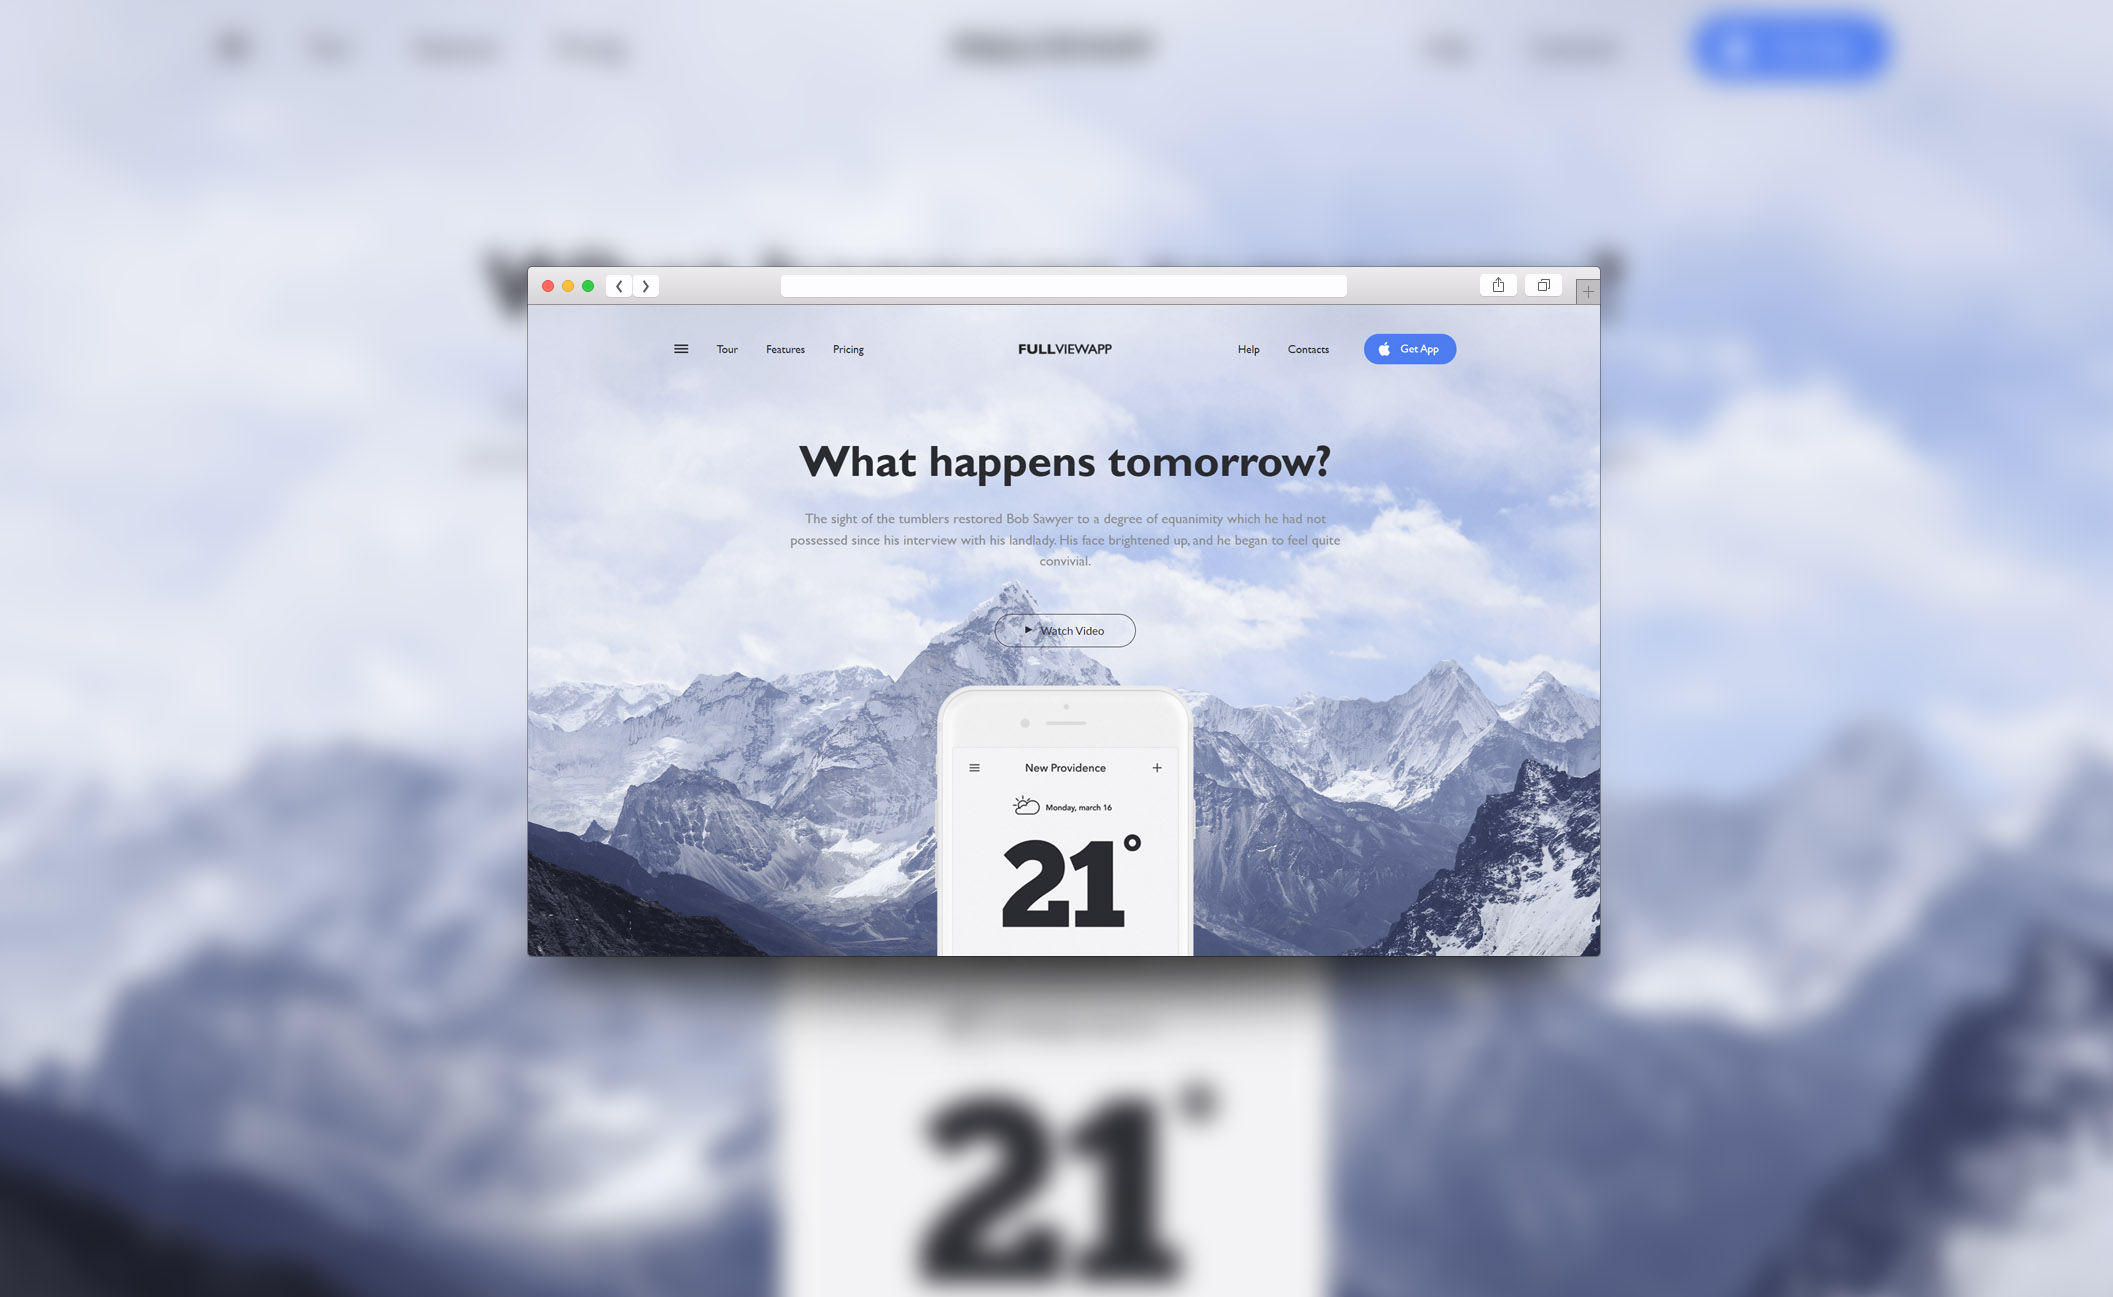 Tour Features Pricing FULLVIEWAPP Help Contacts Get App
What happens tomorrow?
The sight of the tumblers restored Bob Sawyer to a degree of equanimity which he had not
possessed since his interview with his landlady. His face brightened up, and he began to feel quite
convivial.
Watch Video
New Providence
Monday, march 16
21°
21°